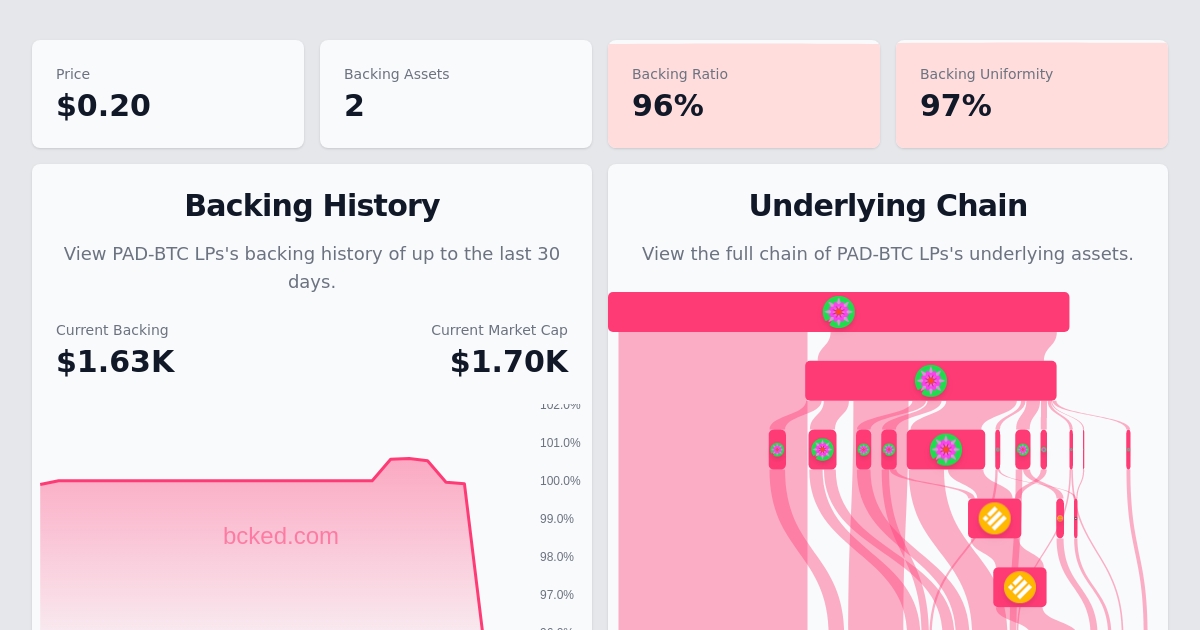 Price
$0.20
Backing Assets
2
Backing Ratio
96%
Backing Uniformity
97%
Backing History
View PAD-BTC LPs's backing history of up to the last 30
days.
Current Backing
$1.63K
Current Market Cap
$1.70K
102.0%
101.0%
100.0%
99.0%
98.0%
97.0%
bcked.com
Underlying Chain
View the full chain of PAD-BTC LPs's underlying assets.